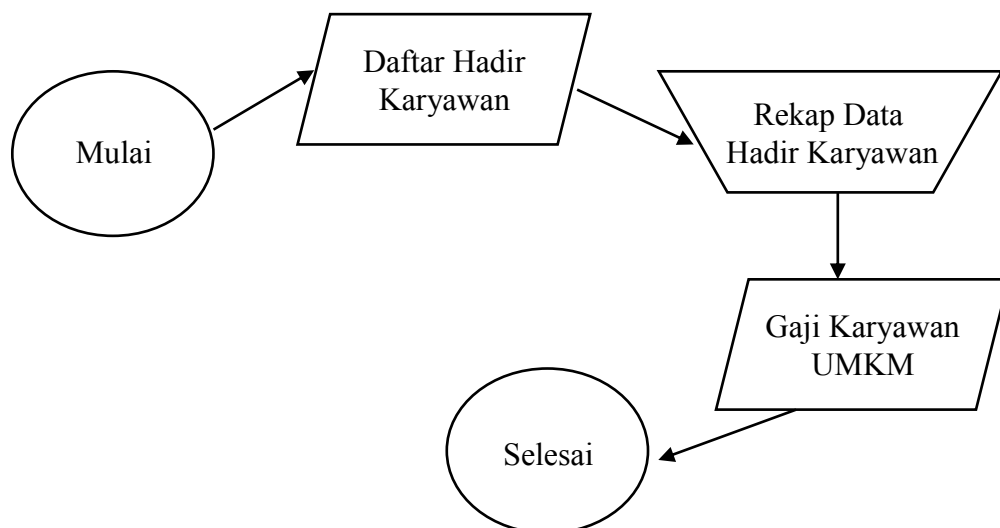 Mulai
Daftar Hadir
Karyawan
Rekap Data
Hadir Karyawan
Gaji Karyawan
UMKM
Selesai